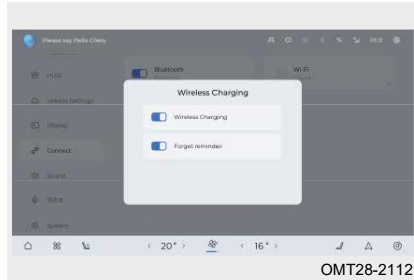 Please say Hello Chery
HUD
Bluetooth
Wi-Fi
Vehicle Settings
Display
Connect
Sound
System
Wireless Charging
Wireless Charging
Forget reminder
< 20° >
< 16° >
OMT28-2112